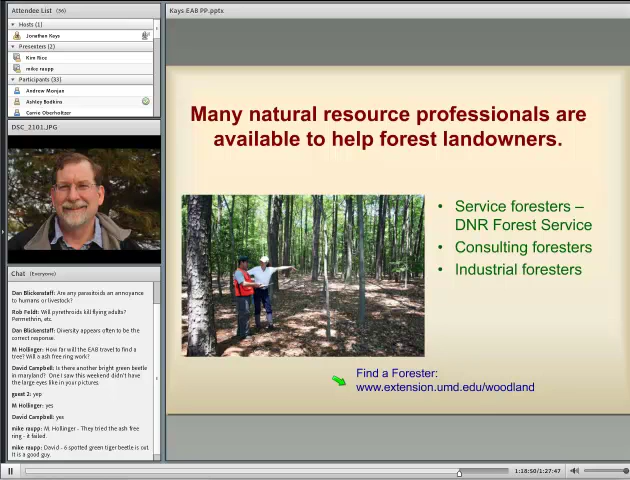 Attendee List (36)
Hosts (1)
Jonathan Kays
Presenters (2)
Kim Rice
mike raupp
Participants (33)
Andrew Monjan
Ashley Bodkins
Carrie Oberholtzer
DSC_2101.JPG
Chat (Everyone)
Dan Blickenstaff: Are any parasitoids an annoyance
to humans or livestock?
Rob Feldt: Will pyrethroids kill flying adults?
Permethrin, etc.
Dan Blickenstaff: Diversity appears often to be the
correct response.
M Hollinger: How far will the EAB travel to find a
tree? Will a ash free ring work?
David Campbell: Is there another bright green beetle
in maryland? One I saw this weekend didn't have
the large eyes like in your pictures.
guest 2: yep
M Hollinger: yes
David Campbell: yes
mike raupp: M. Hollinger - They tried the ash free
ring - it failed.
mike raupp: David - 6 spotted green tiger beetle is out.
It is a good guy.
Kays EAB PP.pptx
Many natural resource professionals are
available to help forest landowners.
• Service foresters –
DNR Forest Service
• Consulting foresters
• Industrial foresters
Find a Forester:
www.extension.umd.edu/woodland
1:18:50/1:27:47